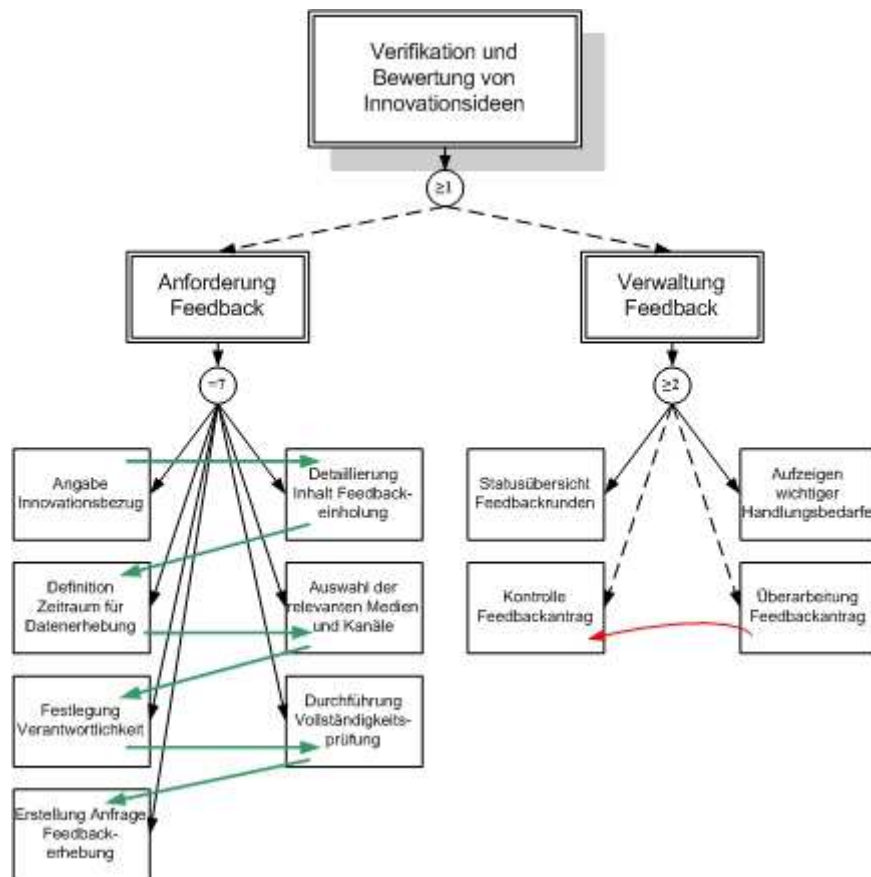 Verifikation und
Bewertung von
Innovationsideen
≥1
Anforderung
Feedback
Verwaltung
Feedback
=7
≥2
Angabe
Innovationsbezug
Detaillierung
Inhalt Feedback-
einholung
Statusübersicht
Feedbackrunden
Aufzeigen
wichtiger
Handlungsbedarfe
Definition
Zeitraum für
Datenerhebung
Auswahl der
relevanten Medien
und Kanäle
Kontrolle
Feedbackantrag
Überarbeitung
Feedbackantrag
Festlegung
Verantwortlichkeit
Durchführung
Vollständigkeits-
prüfung
Erstellung Anfrage
Feedback-
erhebung